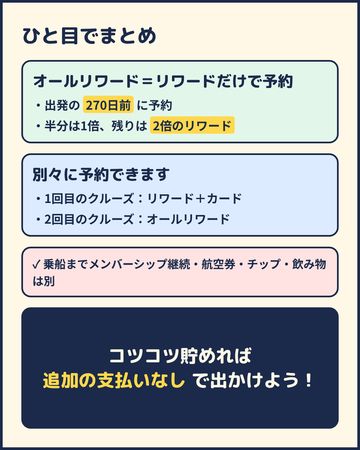 ひと目でまとめ
オールリワード＝リワードだけで予約
・出発の 270日前 に予約
・半分は1倍、残りは 2倍のリワード
別々に予約できます
・1回目のクルーズ：リワード＋カード
・2回目のクルーズ：オールリワード
✓乗船までメンバーシップ継続・航空券・チップ・飲み物
は別
コツコツ貯めれば
追加の支払いなし で出かけよう！